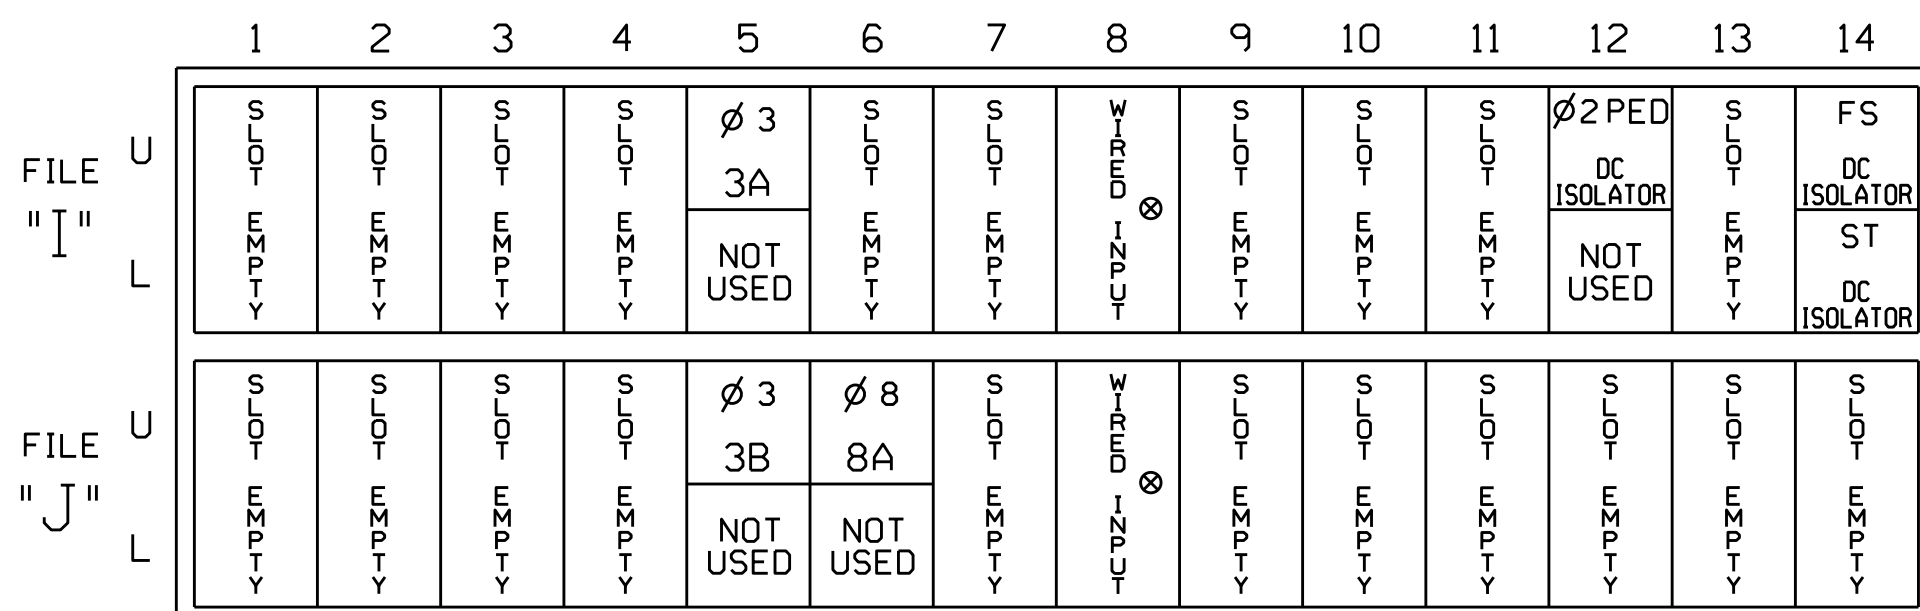 1 2 3 4 5 6 7 8 9 10 11 12 13 14
FILE
"I"
U
L
SLOT EMPTY
SLOT EMPTY
SLOT EMPTY
SLOT EMPTY
Ø 3
3A
NOT
USED
SLOT EMPTY
SLOT EMPTY
WIRED INPUT
SLOT EMPTY
SLOT EMPTY
SLOT EMPTY
Ø2 PED
DC
ISOLATOR
NOT
USED
SLOT EMPTY
FS
DC
ISOLATOR
ST
DC
ISOLATOR
FILE
"J"
U
L
SLOT EMPTY
SLOT EMPTY
SLOT EMPTY
SLOT EMPTY
Ø 3
3B
NOT
USED
Ø 8
8A
NOT
USED
SLOT EMPTY
WIRED INPUT
SLOT EMPTY
SLOT EMPTY
SLOT EMPTY
SLOT EMPTY
SLOT EMPTY
SLOT EMPTY